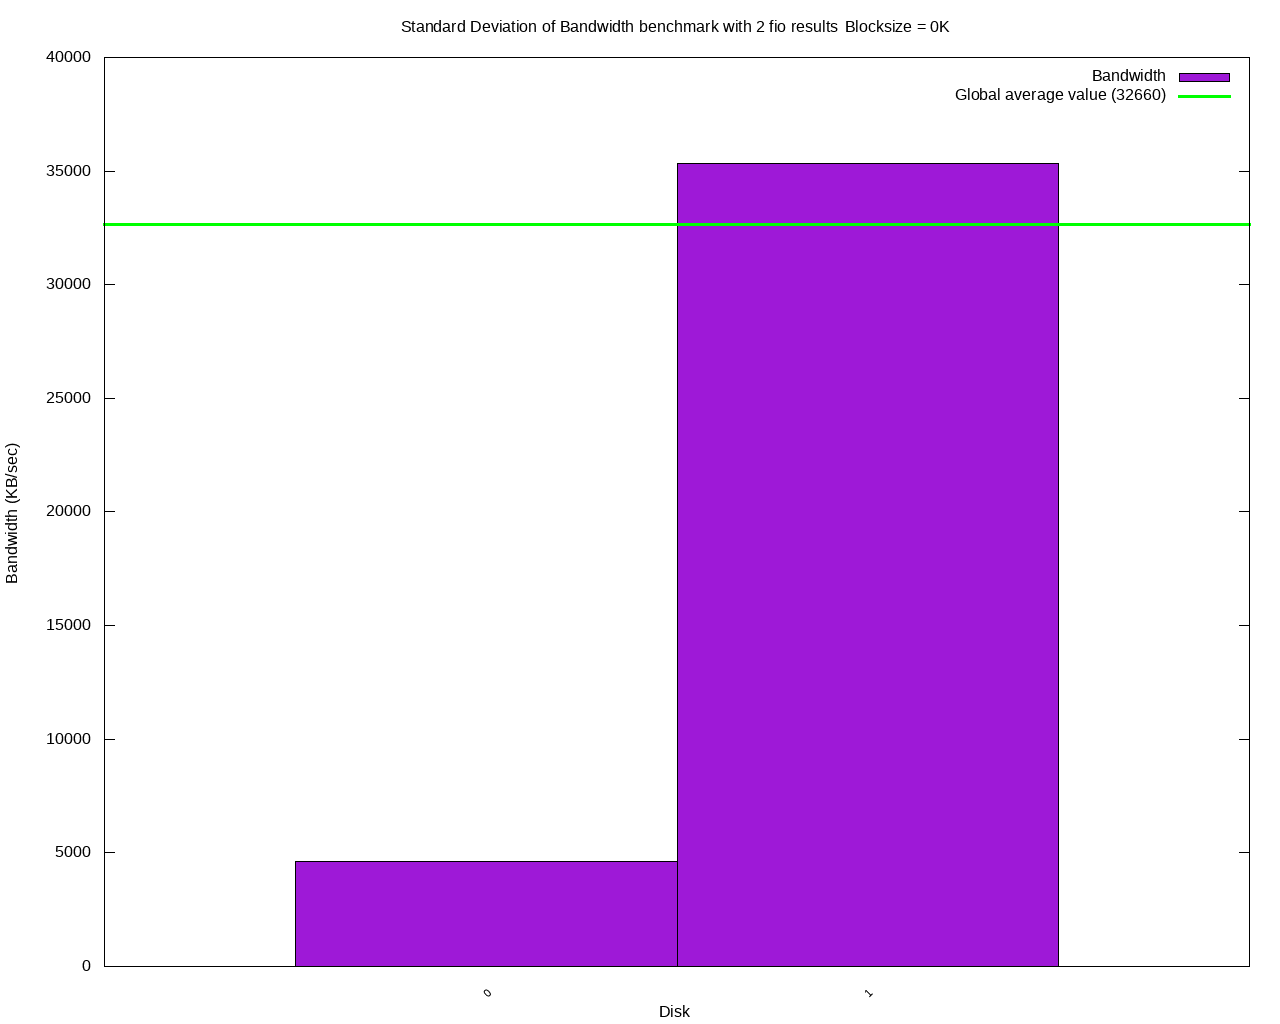 Standard Deviation of Bandwidth benchmark with 2 fio results Blocksize = 0K
Bandwidth
Global average value (32660)
40000
35000
30000
25000
20000
15000
10000
5000
0
Bandwidth (KB/sec)
0
1
Disk